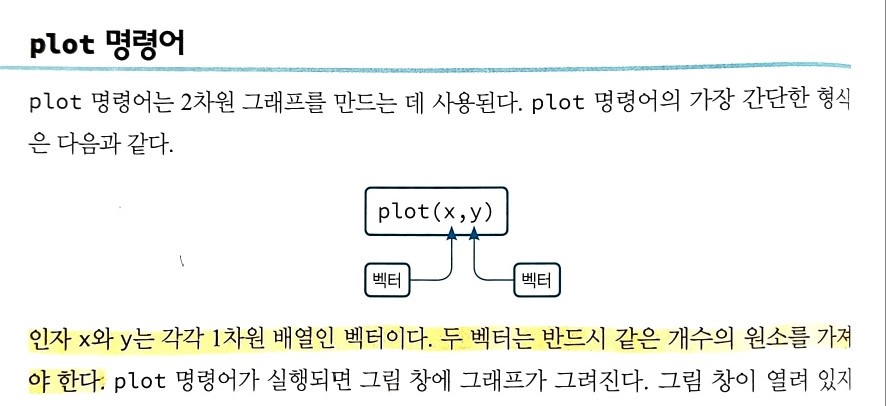 plot 명령어
plot 명령어는 2차원 그래프를 만드는 데 사용된다. plot 명령어의 가장 간단한 형식
은 다음과 같다.
plot(x,y)
벡터 벡터
인자 x와 y는 각각 1차원 배열인 벡터이다. 두 벡터는 반드시 같은 개수의 원소를 가져
야 한다. plot 명령어가 실행되면 그림 창에 그래프가 그려진다. 그림 창이 열려 있지